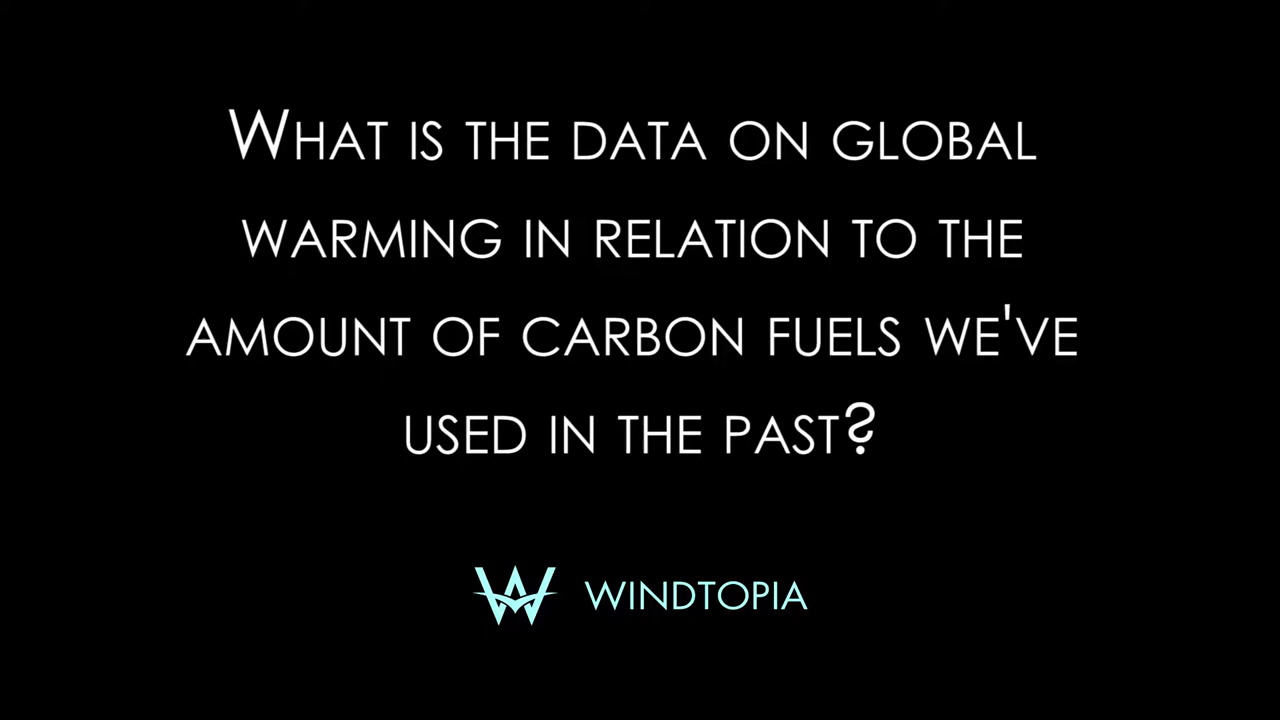 What is the data on global
warming in relation to the
amount of carbon fuels we've
used in the past?
WINDTOPIA